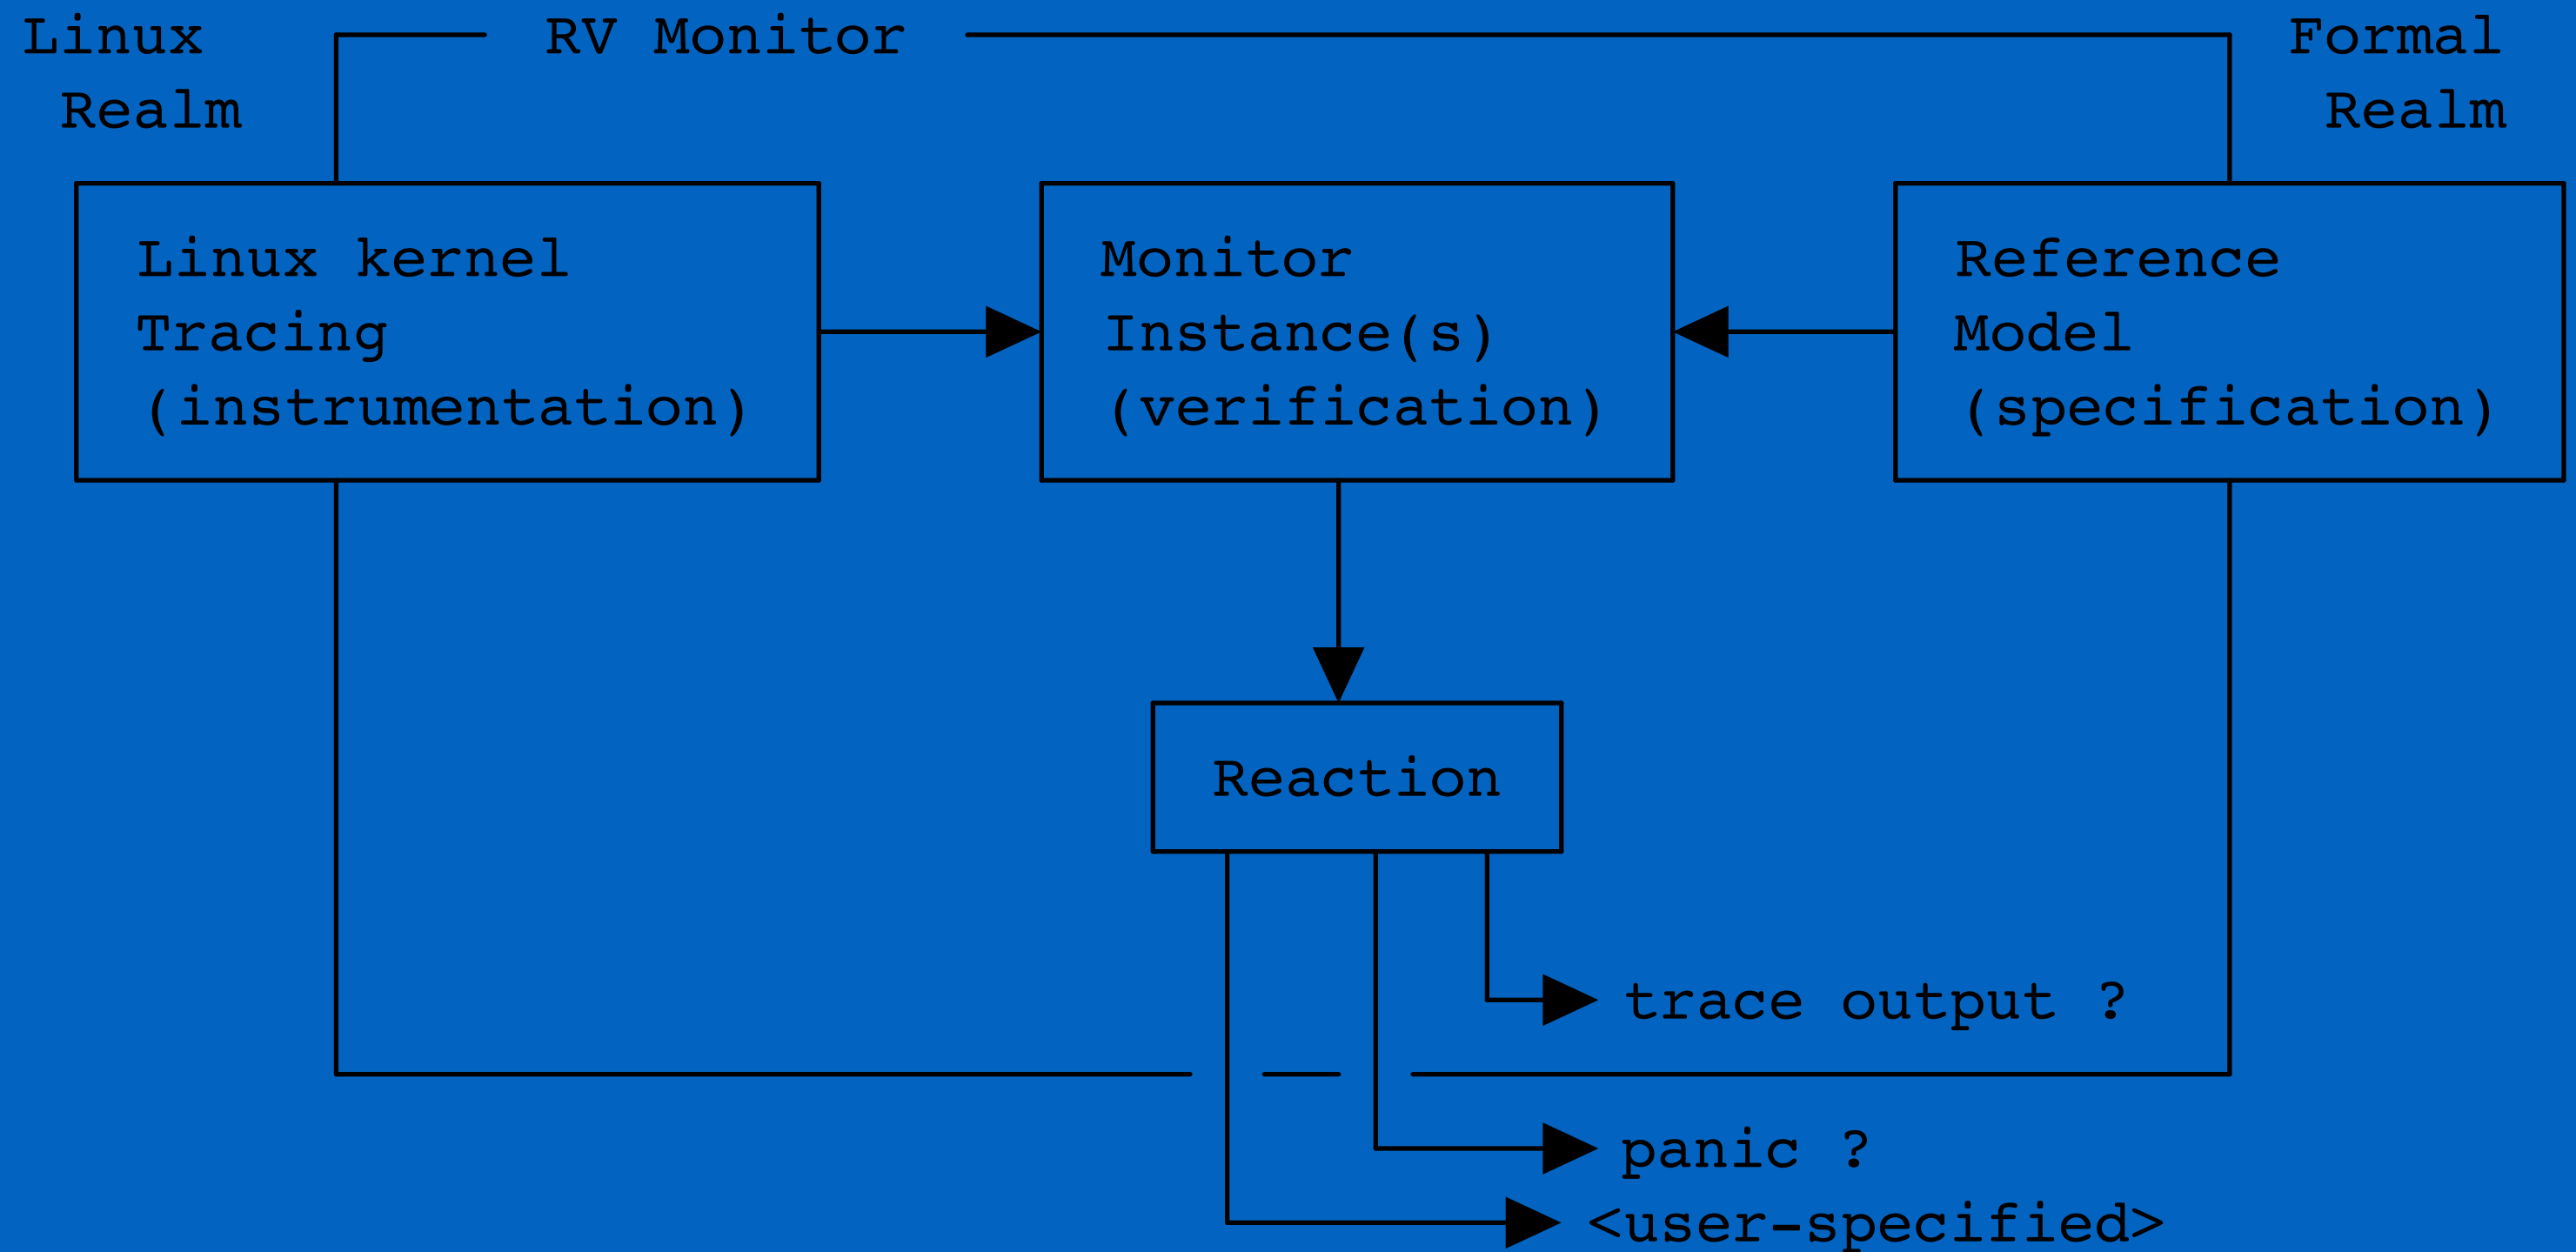 Linux
Realm
RV Monitor
Formal
Realm
Linux kernel
Tracing
(instrumentation)
Monitor
Instance(s)
(verification)
Reference
Model
(specification)
Reaction
trace output ?
panic ?
<user-specified>